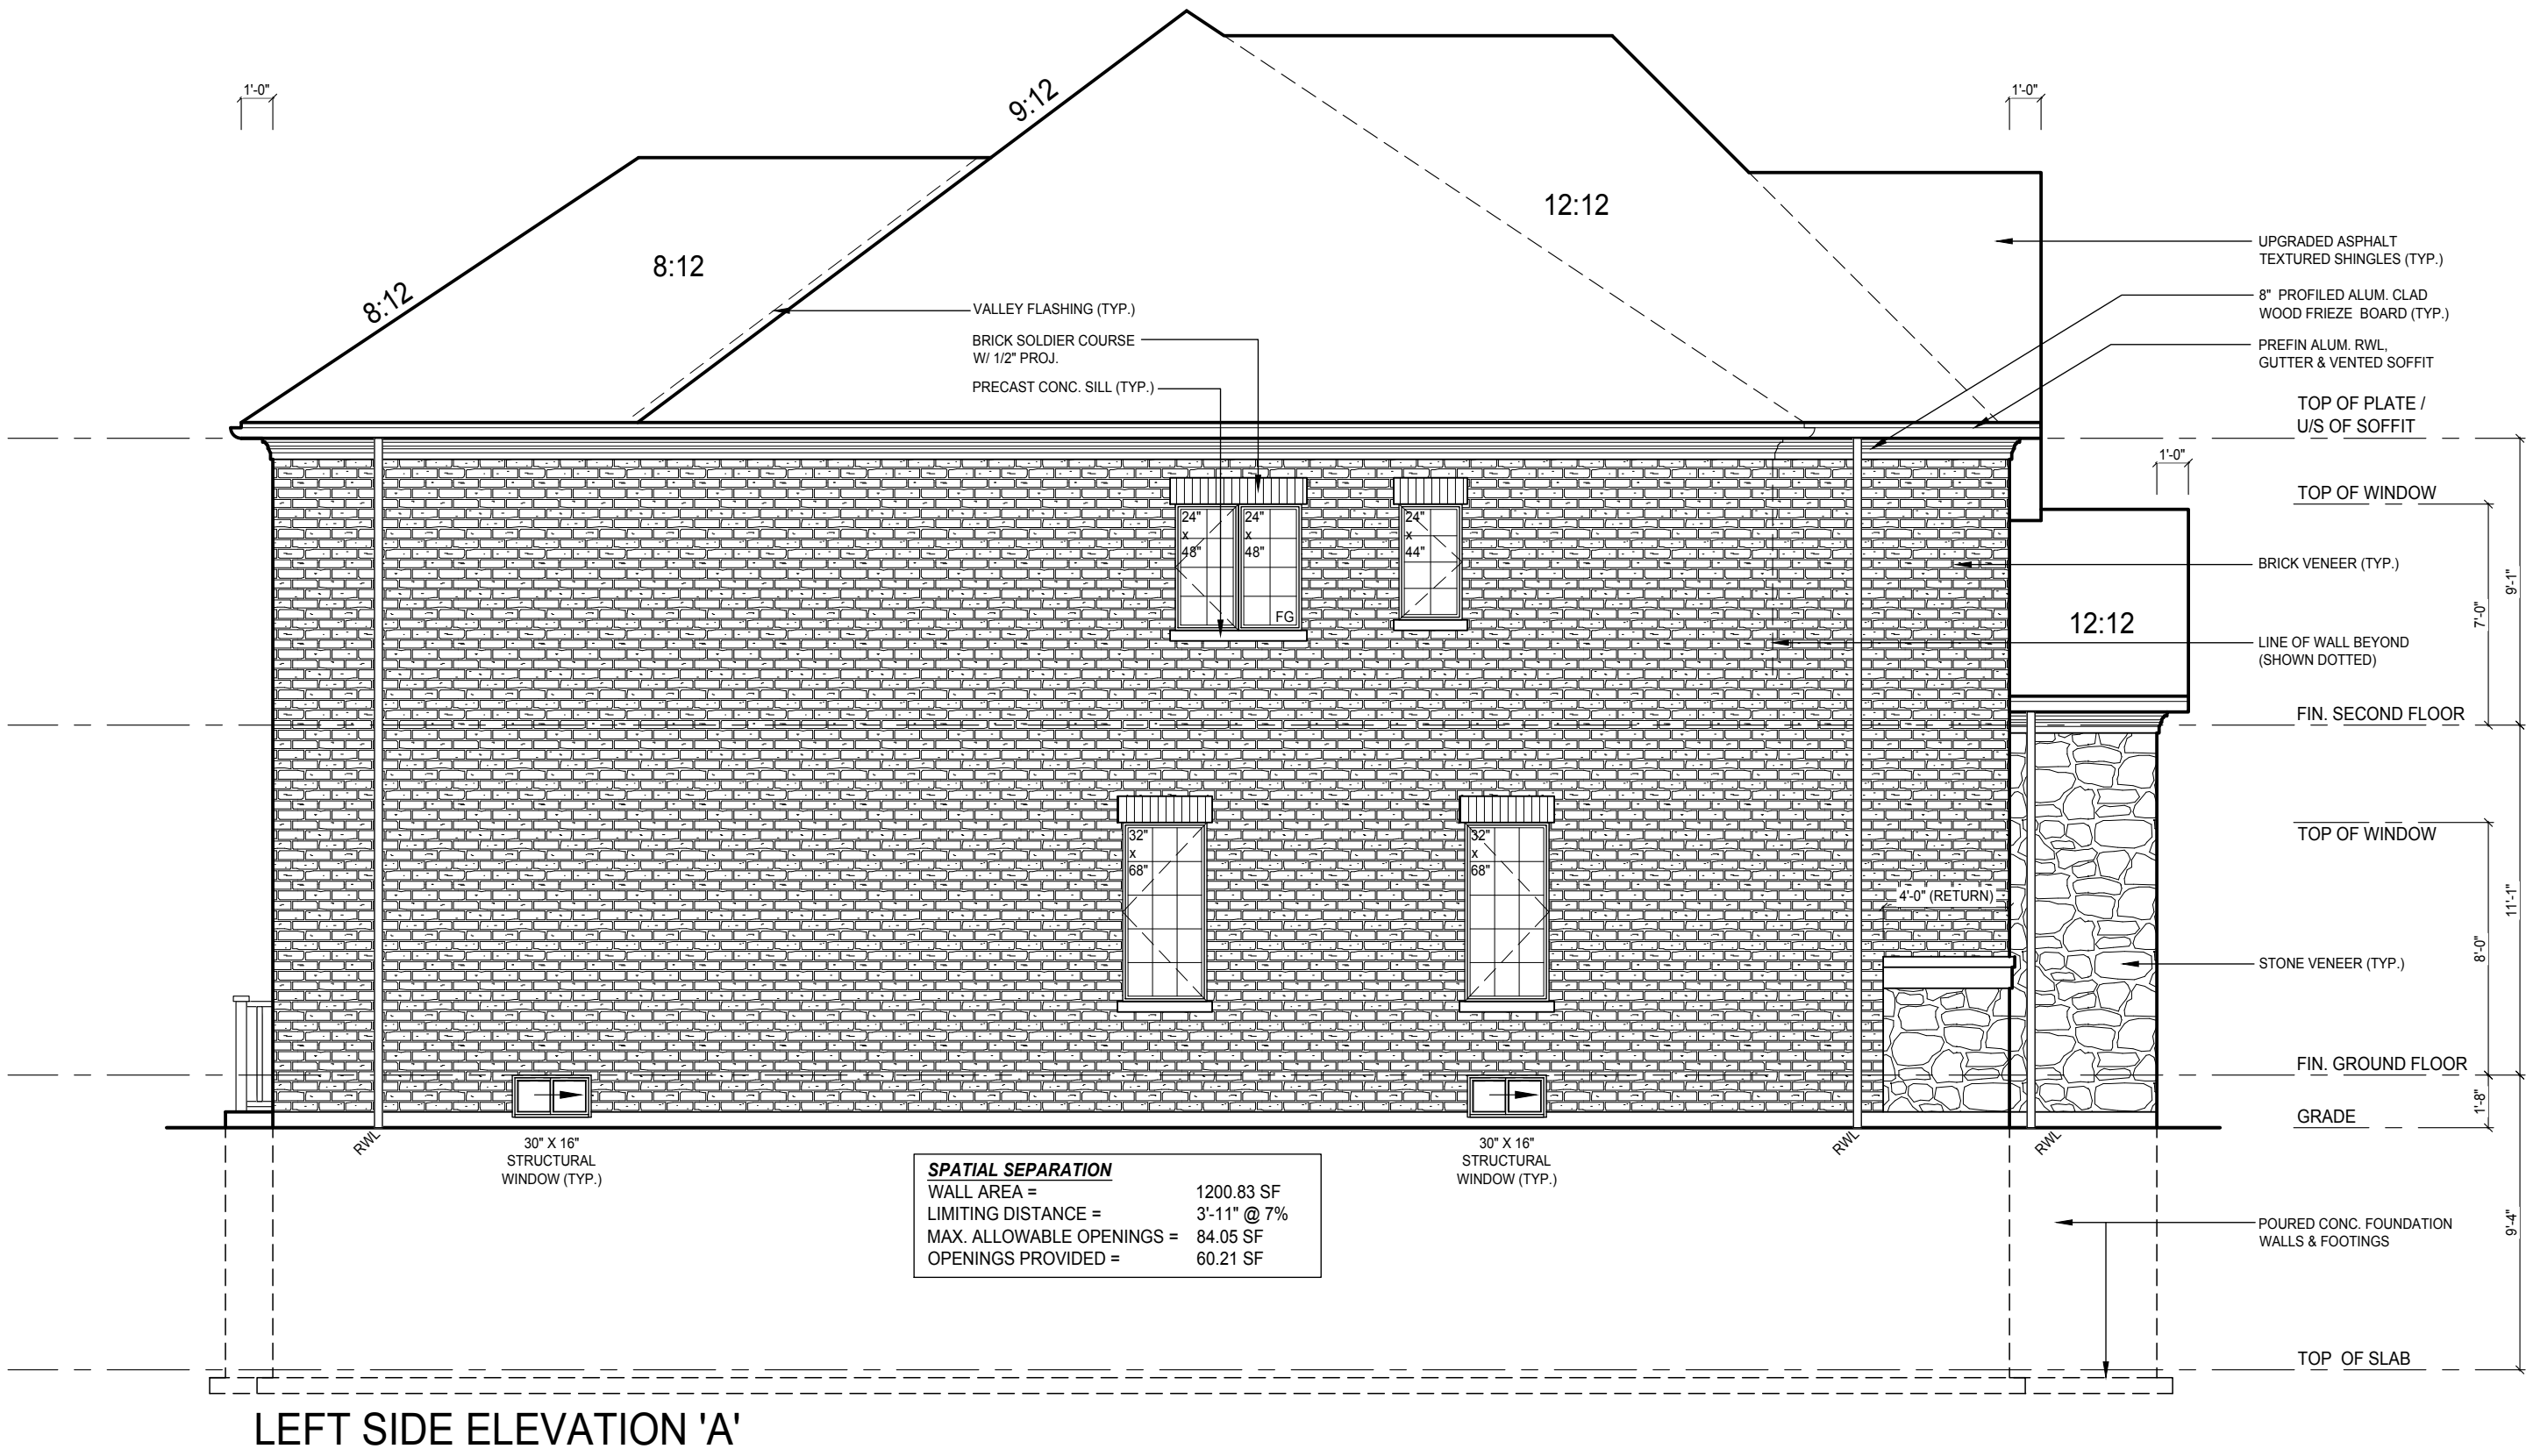 1'-0"
9:12
1'-0"
12:12
8:12
8:12
UPGRADED ASPHALT
TEXTURED SHINGLES (TYP.)
8" PROFILED ALUM. CLAD
WOOD FRIEZE BOARD (TYP.)
PREFIN ALUM. RWL,
GUTTER & VENTED SOFFIT
VALLEY FLASHING (TYP.)
BRICK SOLDIER COURSE
W/ 1/2" PROJ.
PRECAST CONC. SILL (TYP.)
TOP OF PLATE /
U/S OF SOFFIT
1'-0"
TOP OF WINDOW
24"
x
48"
24"
x
48"
FG
24"
x
44"
BRICK VENEER (TYP.)
9'-1"
7'-0"
12:12
LINE OF WALL BEYOND
(SHOWN DOTTED)
FIN. SECOND FLOOR
TOP OF WINDOW
32"
x
68"
32"
x
68"
4'-0" (RETURN)
11'-1"
8'-0"
STONE VENEER (TYP.)
FIN. GROUND FLOOR
1'-8"
GRADE
RWL
30" X 16"
STRUCTURAL
WINDOW (TYP.)
30" X 16"
STRUCTURAL
WINDOW (TYP.)
RWL
RWL
SPATIAL SEPARATION
WALL AREA = 1200.83 SF
LIMITING DISTANCE = 3'-11" @ 7%
MAX. ALLOWABLE OPENINGS = 84.05 SF
OPENINGS PROVIDED = 60.21 SF
POURED CONC. FOUNDATION
WALLS & FOOTINGS
9'-4"
TOP OF SLAB
LEFT SIDE ELEVATION 'A'